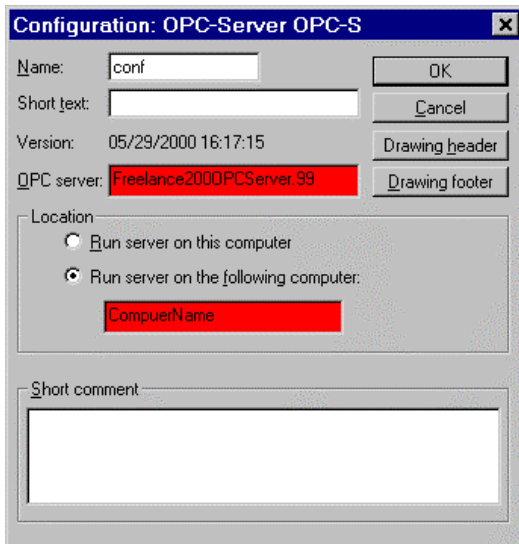 Configuration: OPC-Server OPC-S
Name: conf
OK
Short text:
Cancel
Version: 05/29/2000 16:17:15
Drawing header
OPC server: Freelance2000OPCServer.99
Drawing footer
Location
Run server on this computer
Run server on the following computer:
CompuerName
Short comment